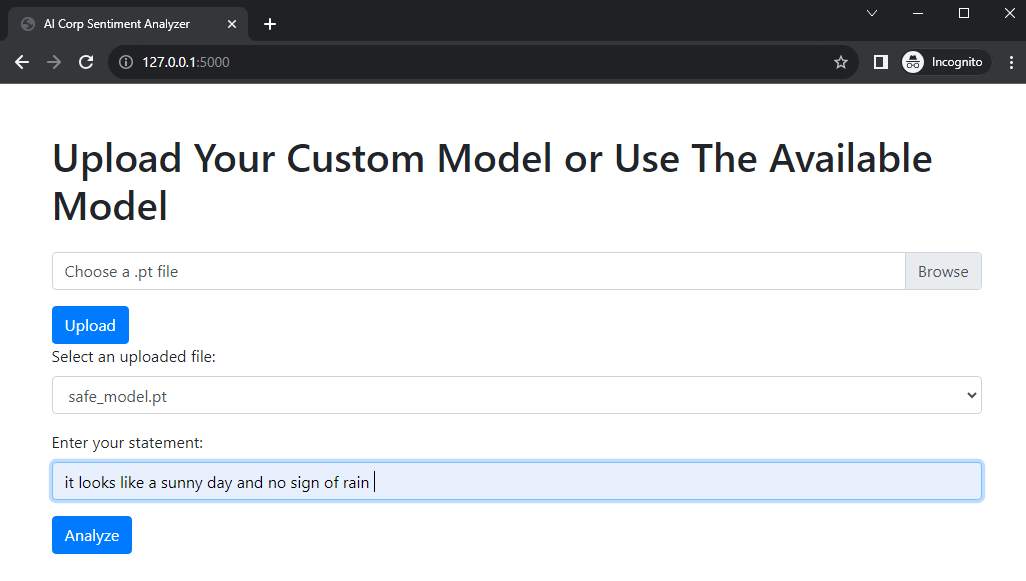 AI Corp Sentiment Analyzer
127.0.0.1:5000
Incognito
Upload Your Custom Model or Use The Available
Model
Choose a .pt file
Browse
Upload
Select an uploaded file:
safe_model.pt
Enter your statement:
it looks like a sunny day and no sign of rain
Analyze